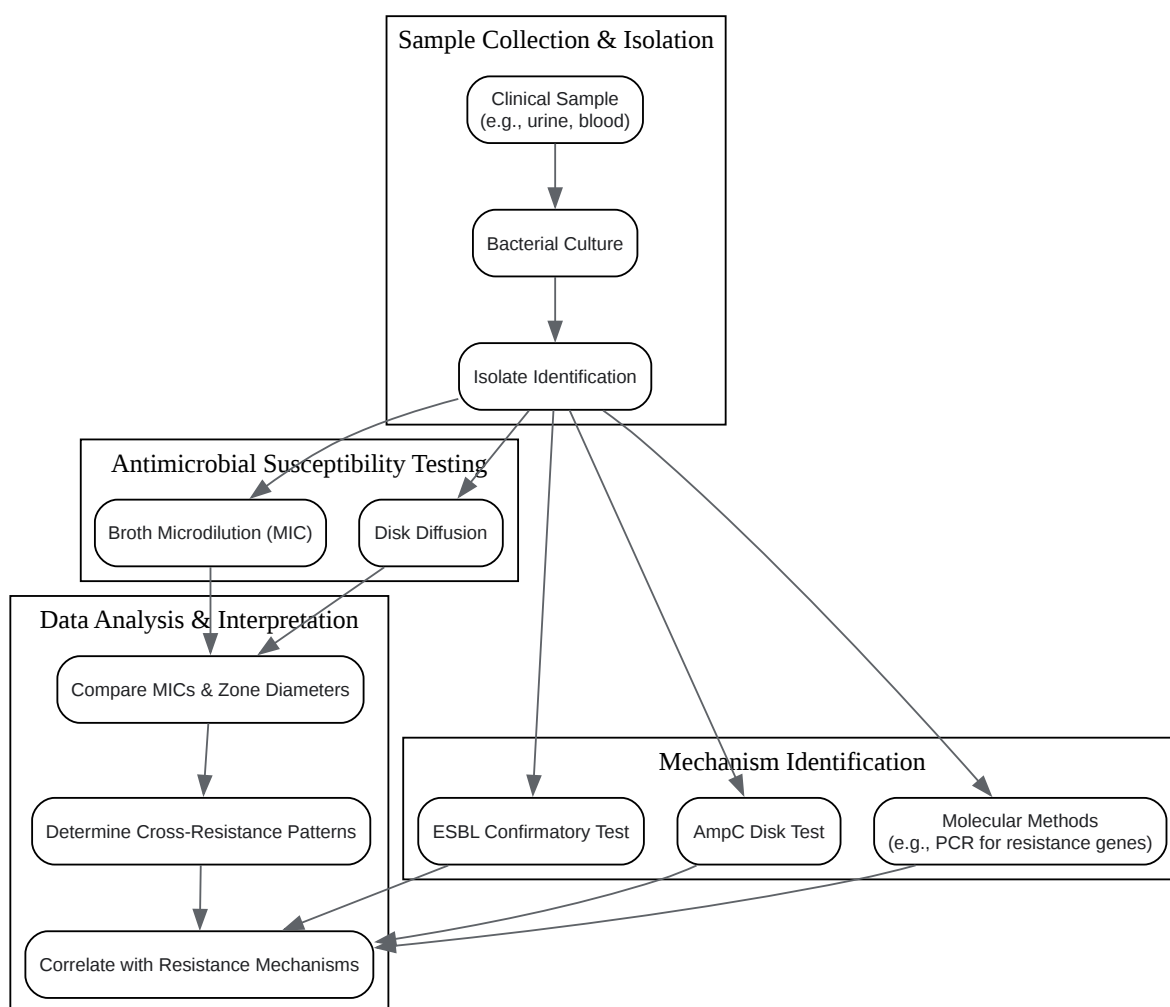 Sample Collection & Isolation
Clinical Sample
(e.g., urine, blood)
Bacterial Culture
Isolate Identification
Antimicrobial Susceptibility Testing
Broth Microdilution (MIC)
Disk Diffusion
Data Analysis & Interpretation
Compare MICs & Zone Diameters
Determine Cross-Resistance Patterns
Correlate with Resistance Mechanisms
Mechanism Identification
ESBL Confirmatory Test
AmpC Disk Test
Molecular Methods
(e.g., PCR for resistance genes)